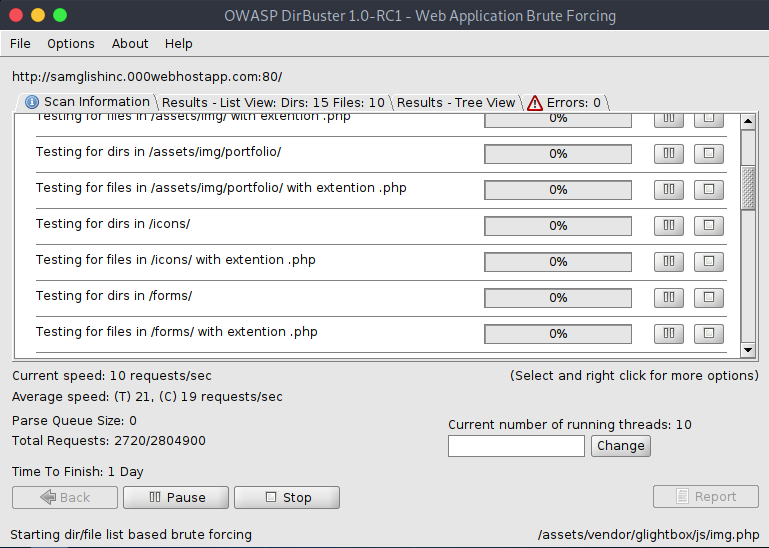 OWASP DirBuster 1.0-RC1 - Web Application Brute Forcing
File Options About Help
http://samglishinc.000webhostapp.com:80/
Scan Information Results - List View: Dirs: 15 Files: 10 Results - Tree View Errors: 0
Testing for files in /assets/img/ with extention .php 0%
Testing for dirs in /assets/img/portfolio/ 0%
Testing for files in /assets/img/portfolio/ with extention .php 0%
Testing for dirs in /icons/ 0%
Testing for files in /icons/ with extention .php 0%
Testing for dirs in /forms/ 0%
Testing for files in /forms/ with extention .php 0%
Current speed: 10 requests/sec (Select and right click for more options)
Average speed: (T) 21, (C) 19 requests/sec
Parse Queue Size: 0
Current number of running threads: 10
Total Requests: 2720/2804900
Change
Time To Finish: 1 Day
Back Pause Stop Report
Starting dir/file list based brute forcing /assets/vendor/glightbox/js/img.php